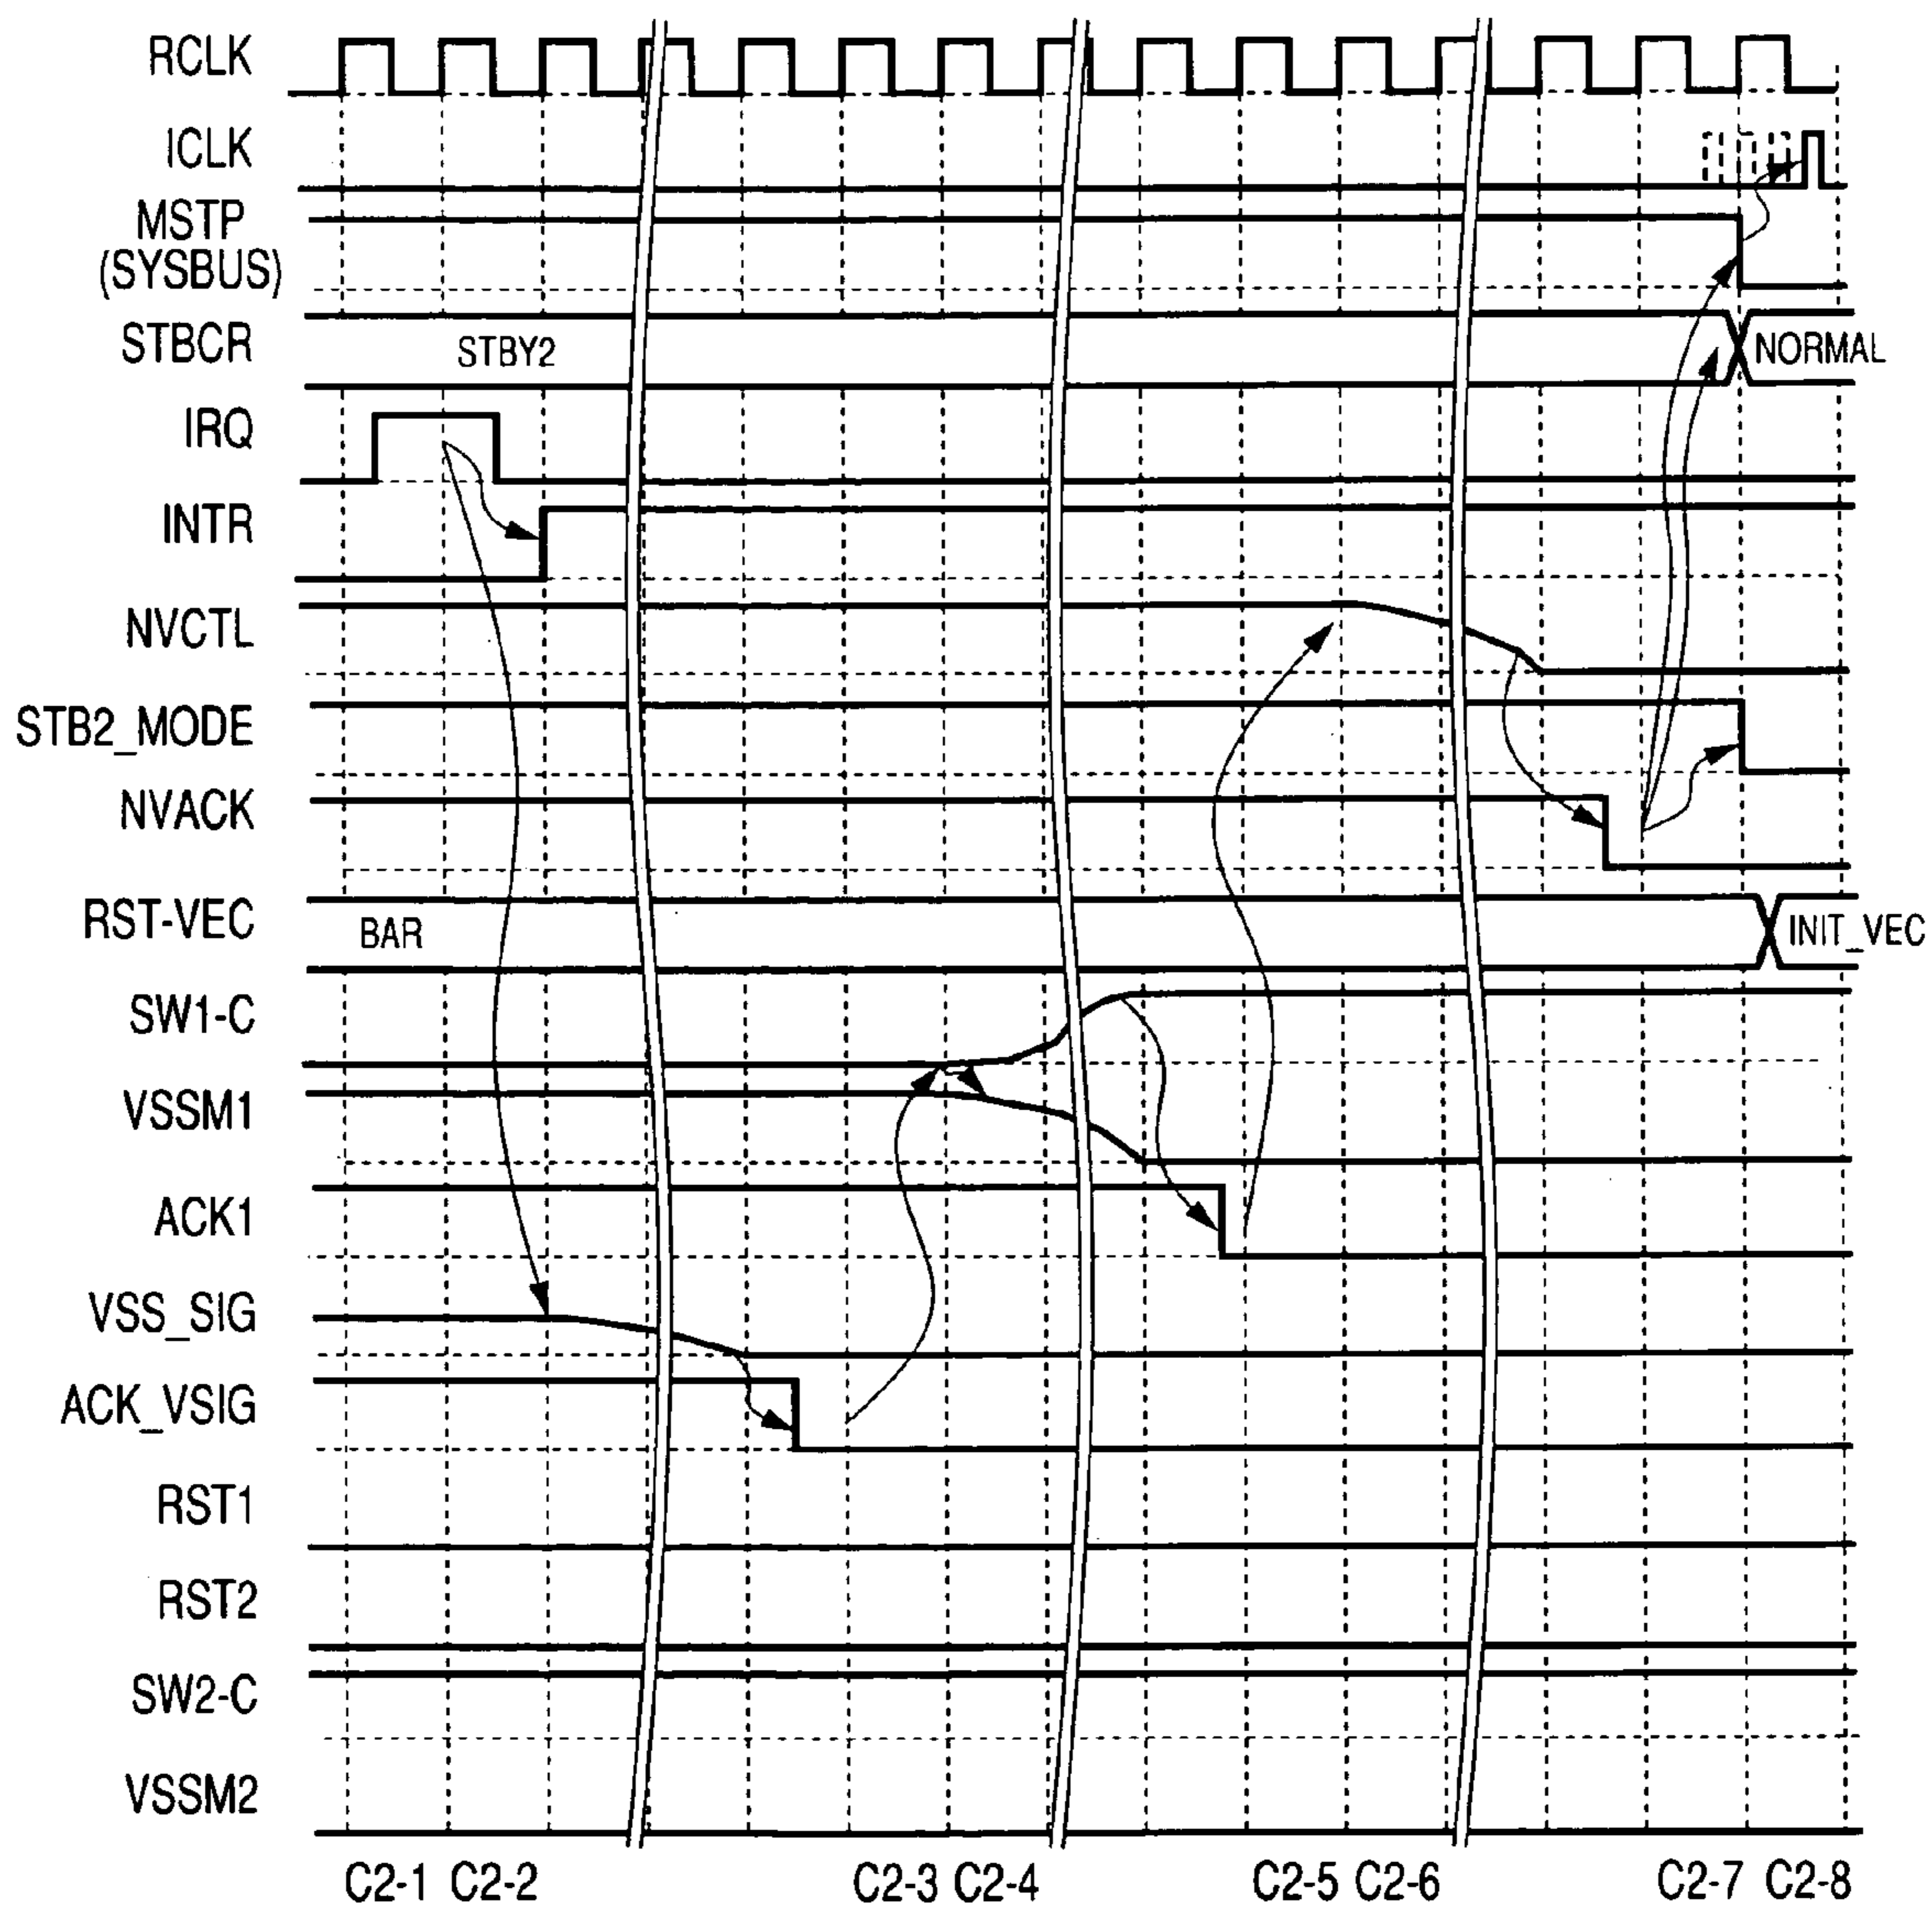 RCLK
ICLK
MSTP
(SYSBUS)
STBCR
STBY2
NORMAL
IRQ
INTR
NVCTL
STB2_MODE
NVACK
RST-VEC
BAR
INIT_VEC
SW1-C
VSSM1
ACK1
VSS_SIG
ACK_VSIG
RST1
RST2
SW2-C
VSSM2
C2-1 C2-2 C2-3 C2-4 C2-5 C2-6 C2-7 C2-8